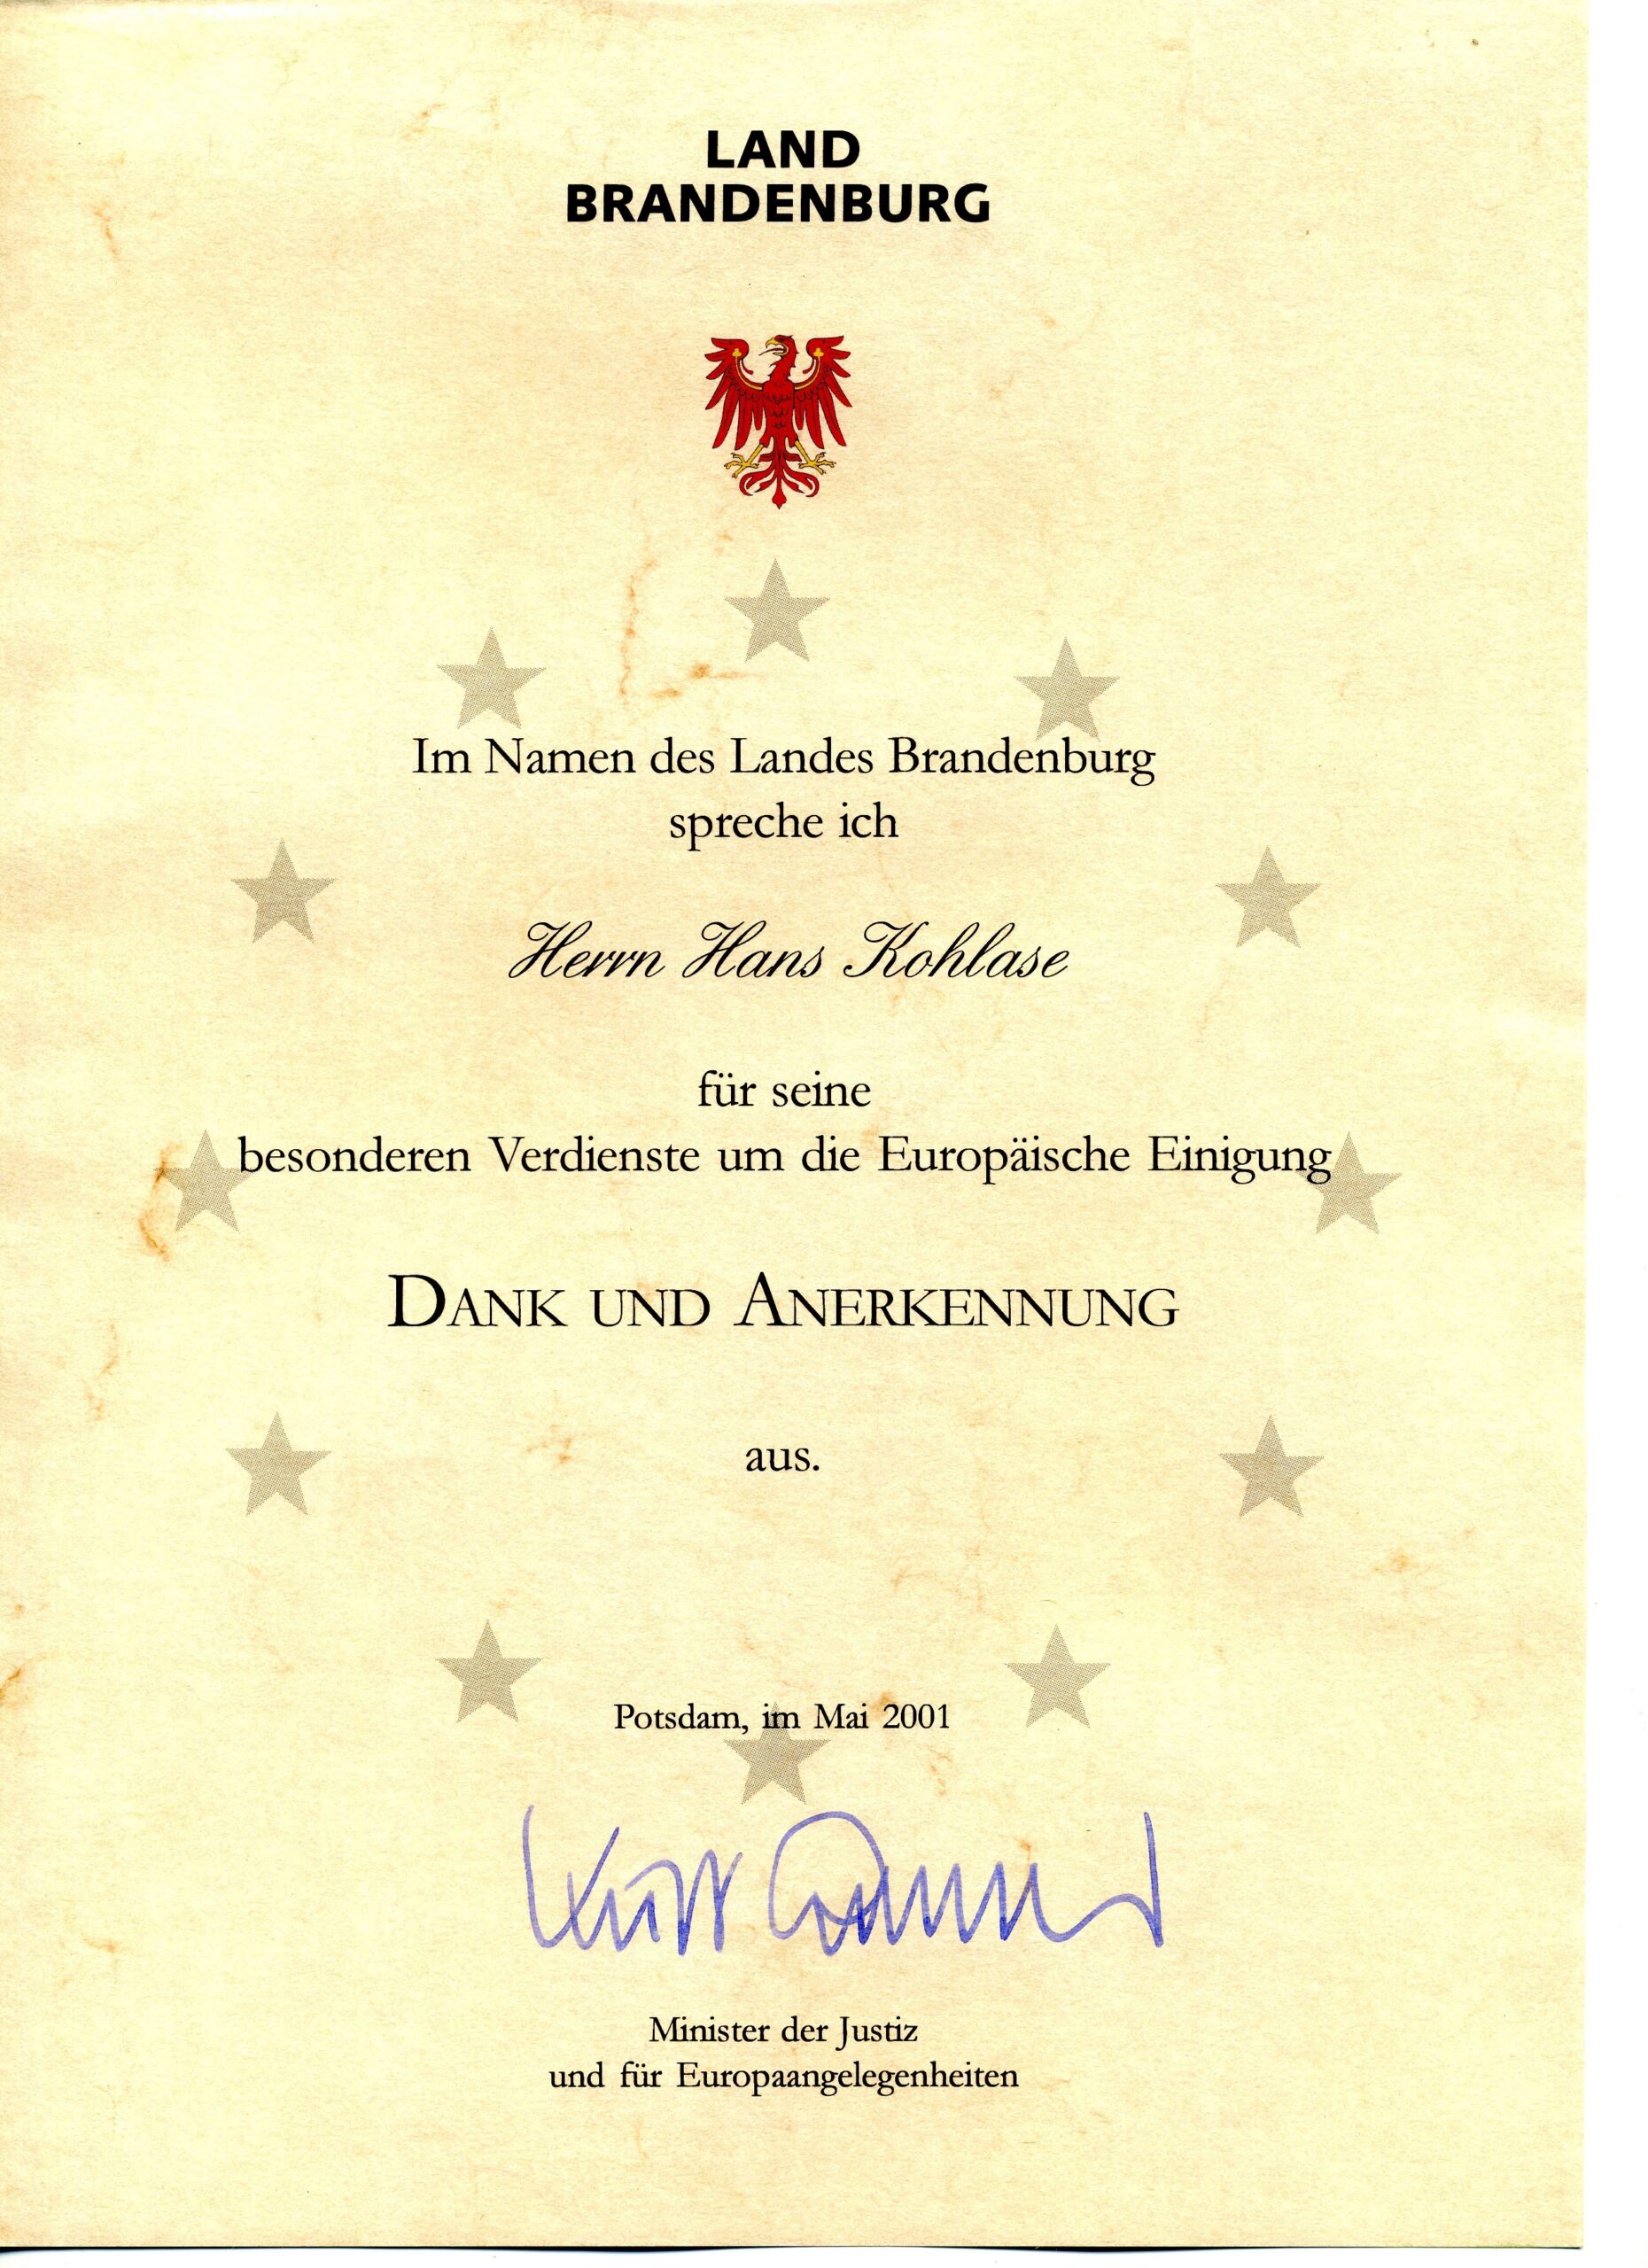 LAND
BRANDENBURG
Im Namen des Landes Brandenburg
spreche ich
Herrn Hans Kohlase
für seine
besonderen Verdienste um die Europäische Einigung
DANK UND ANERKENNUNG
aus.
Potsdam, im Mai 2001
Minister der Justiz
und für Europaangelegenheiten